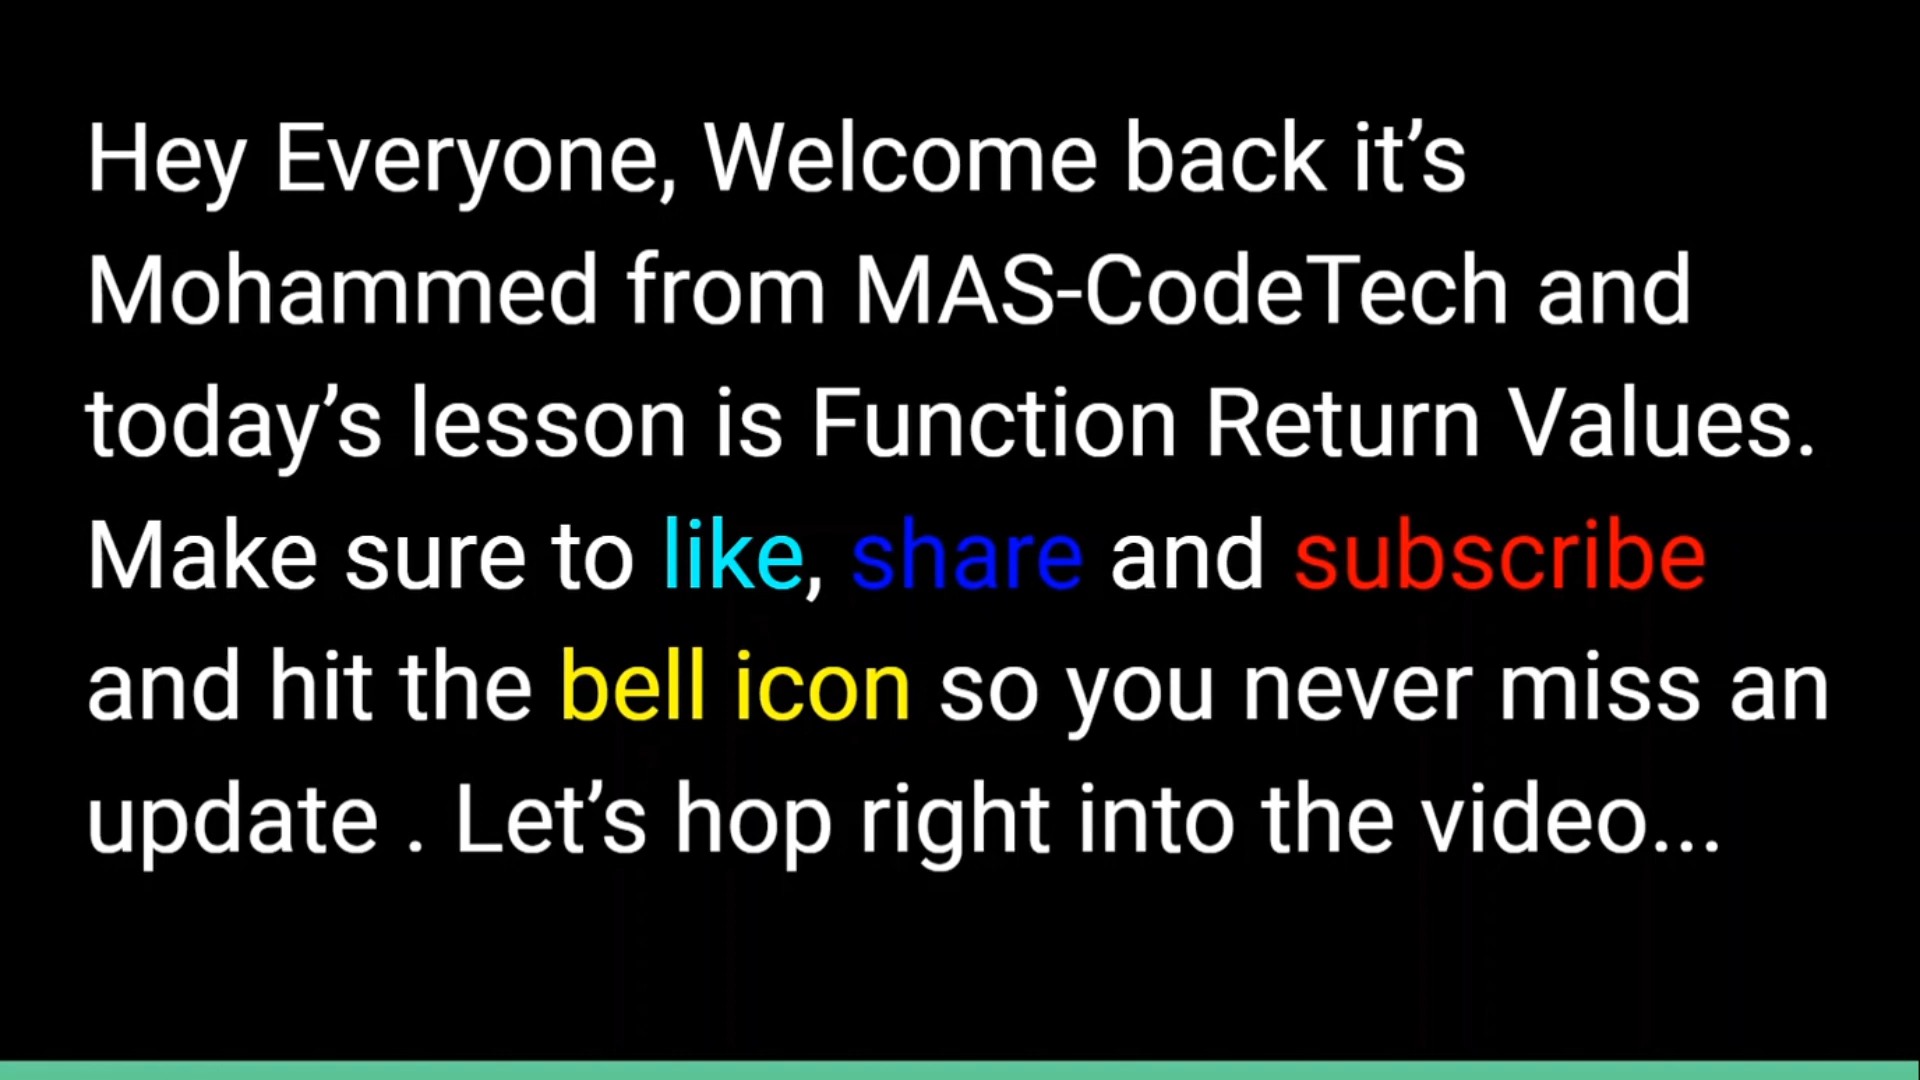 Hey Everyone, Welcome back it’s
Mohammed from MAS-CodeTech and
today’s lesson is Function Return Values.
Make sure to like, share and subscribe
and hit the bell icon so you never miss an
update . Let’s hop right into the video...